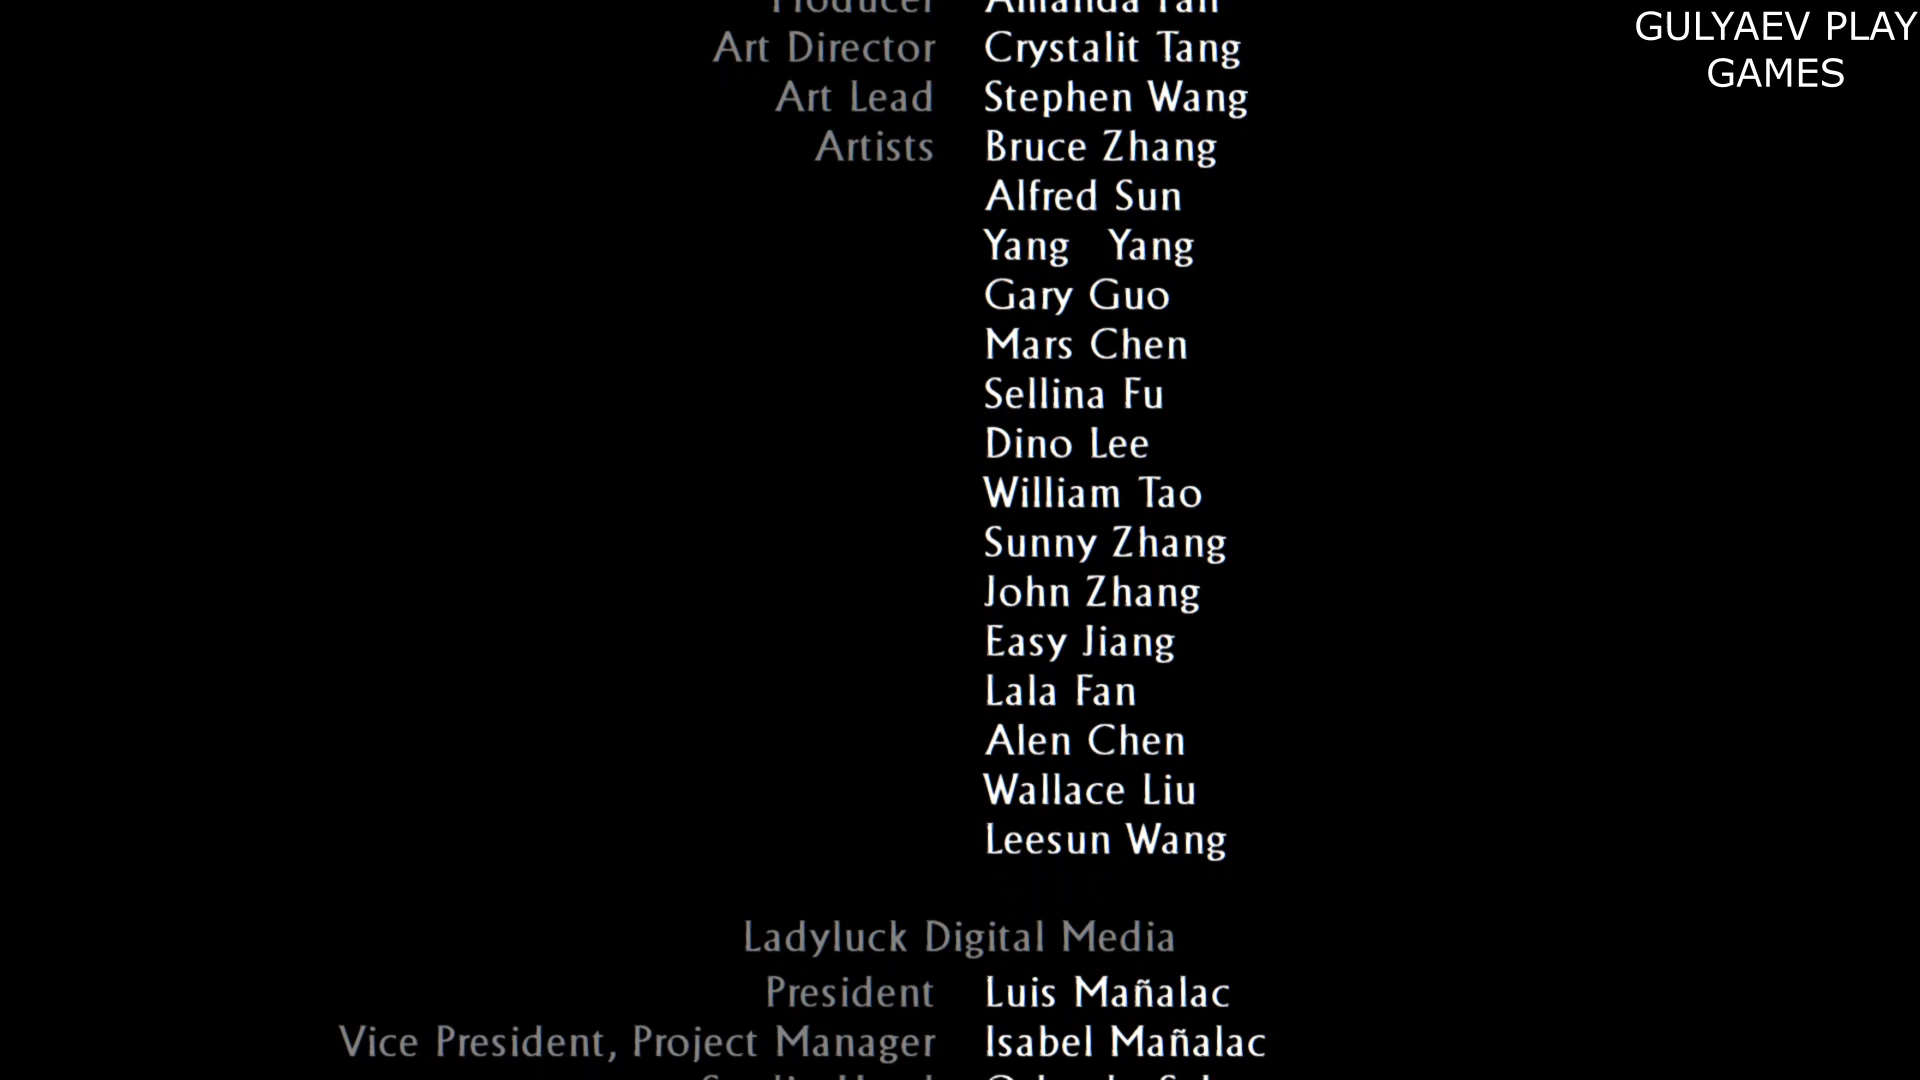 GULYAEV PLAY
GAMES
Producer Amanda
Art Director Crystalit Tang
Art Lead Stephen Wang
Artists Bruce Zhang
Alfred Sun
Yang Yang
Gary Guo
Mars Chen
Sellina Fu
Dino Lee
William Tao
Sunny Zhang
John Zhang
Easy Jiang
Lala Fan
Alen Chen
Wallace Liu
Leesun Wang
Ladyluck Digital Media
President Luis Mañalac
Vice President, Project Manager Isabel Mañalac